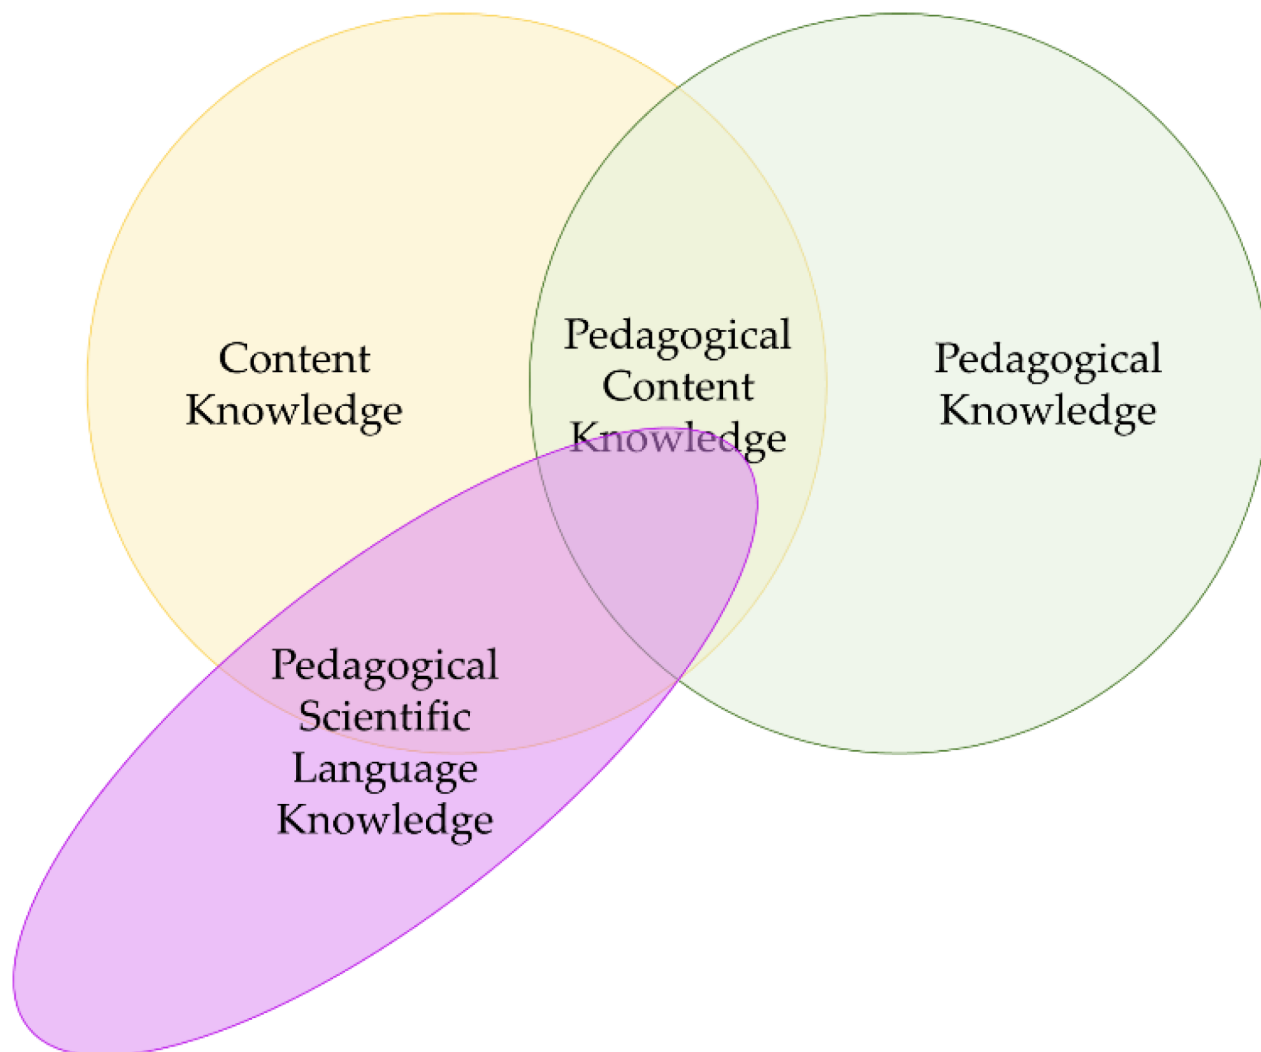 Content
Knowledge
Pedagogical
Content
Knowledge
Pedagogical
Knowledge
Pedagogical
Scientific
Language
Knowledge